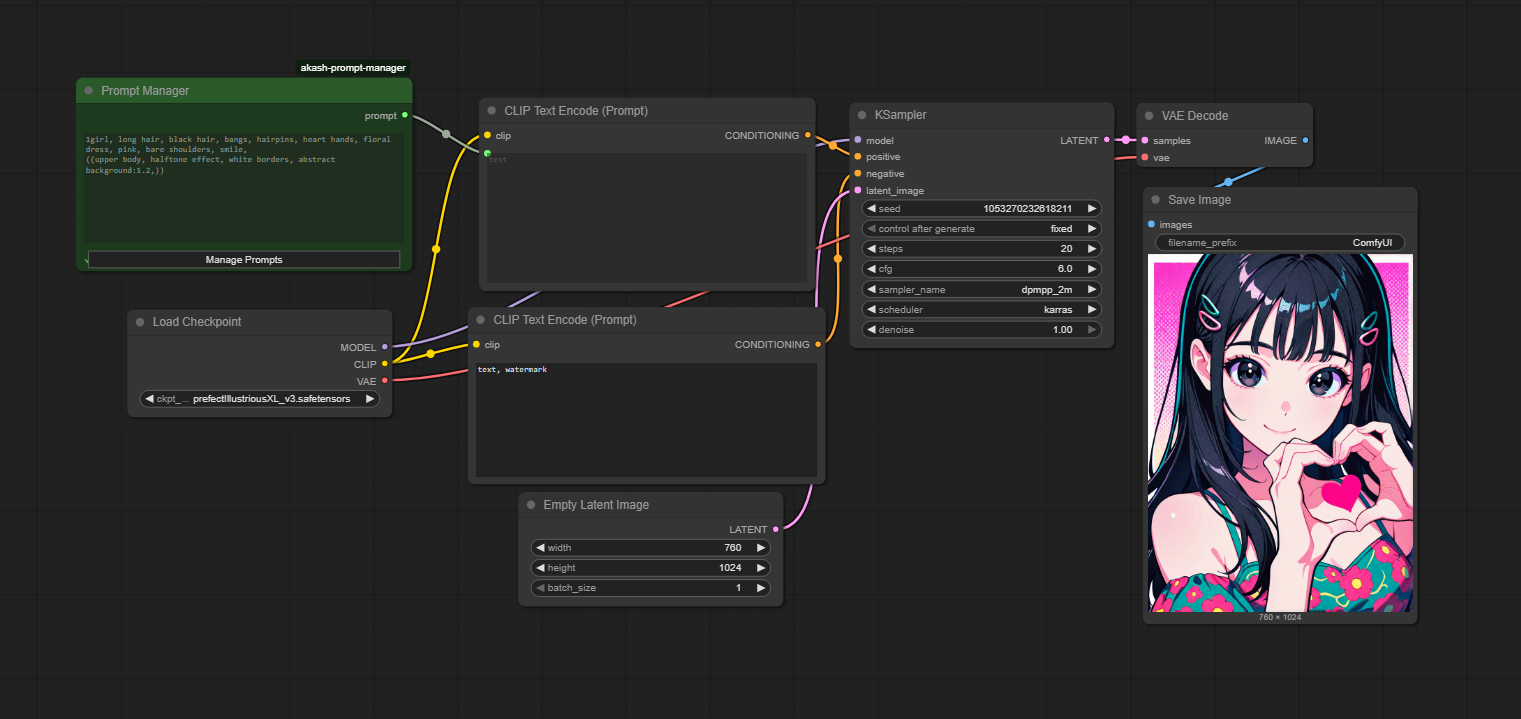 akash-prompt-manager
Prompt Manager
prompt
1girl, long hair, black hair, bangs, hairpins, heart hands, floral
dress, pink, bare shoulders, smile,
((upper body, halftone effect, white borders, abstract
background:1.2,))
Manage Prompts
Load Checkpoint
MODEL
CLIP
VAE
ckpt_... prefectIllustriousXL_v3.safetensors
CLIP Text Encode (Prompt)
clip CONDITIONING
text
CLIP Text Encode (Prompt)
clip CONDITIONING
text, watermark
Empty Latent Image
LATENT
width 760
height 1024
batch_size 1
KSampler
model LATENT
positive
negative
latent_image
seed 1053270232618211
control after generate fixed
steps 20
cfg 6.0
sampler_name dpmpp_2m
scheduler karras
denoise 1.00
VAE Decode
samples IMAGE
vae
Save Image
images
filename_prefix ComfyUI
760 × 1024